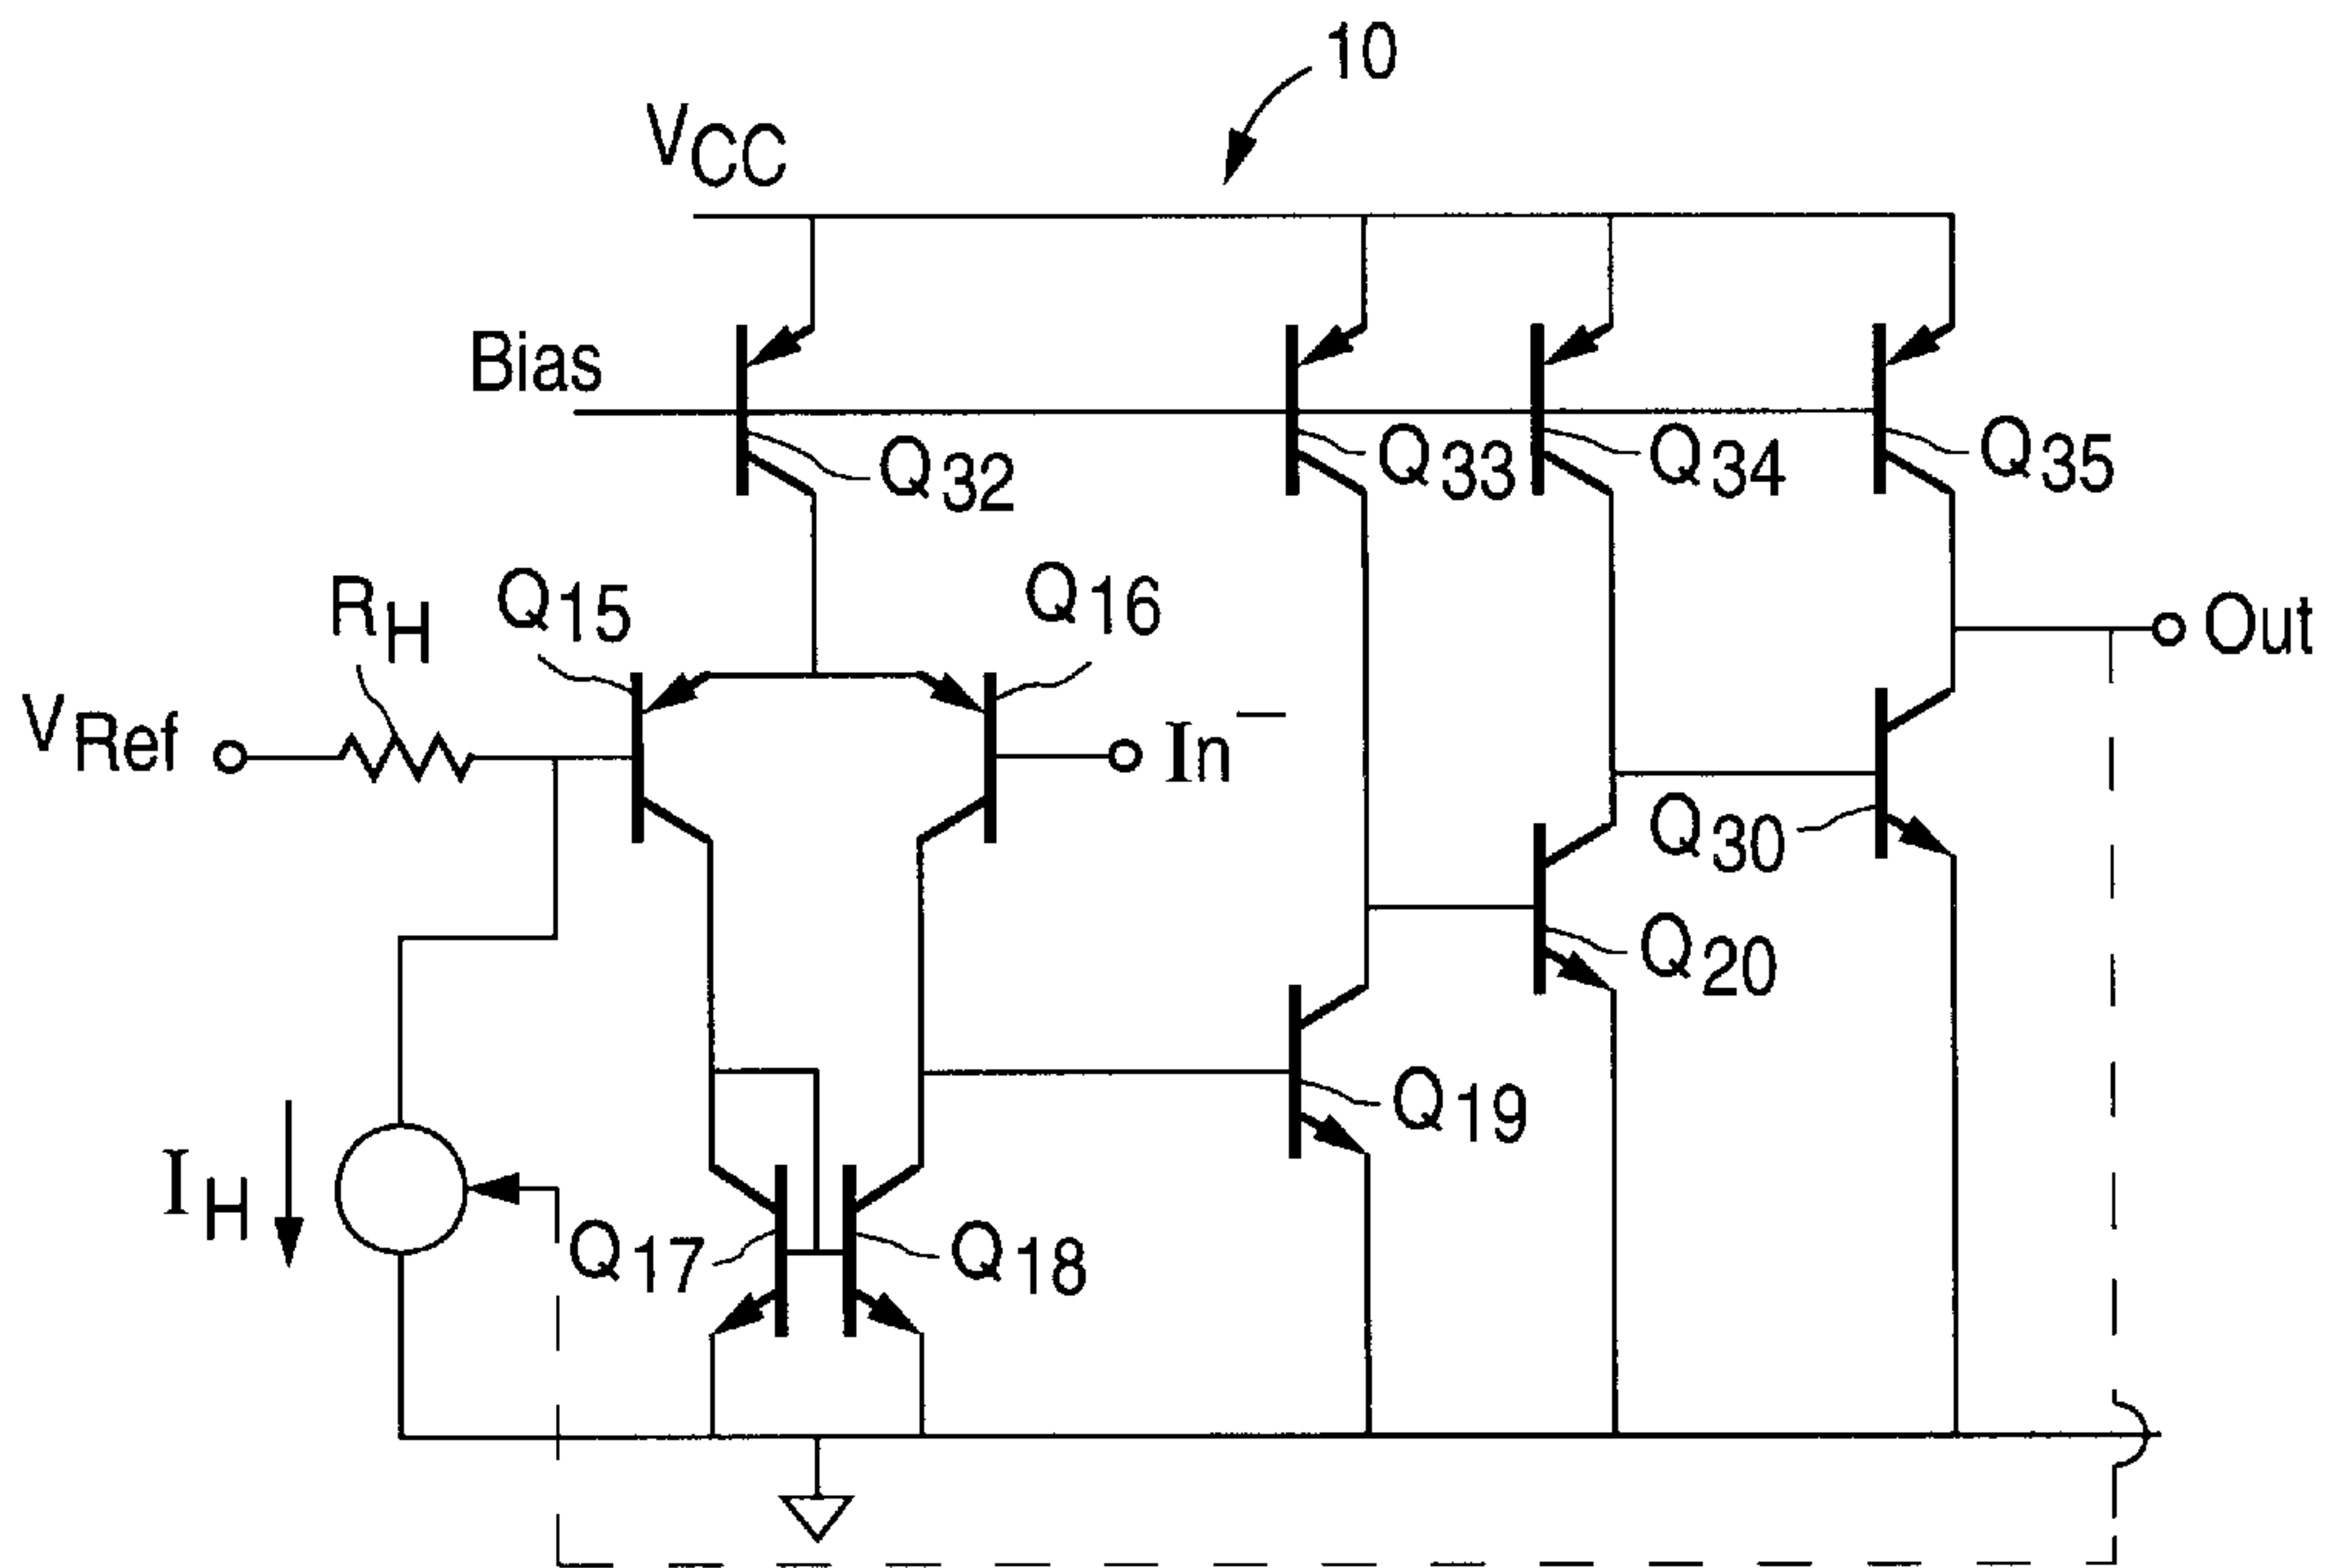 10
VCC
Bias
Q32
Q33
Q34
Q35
RH
Q15
Q16
Out
VRef
In–
Q30
Q20
Q19
IH
Q17
Q18